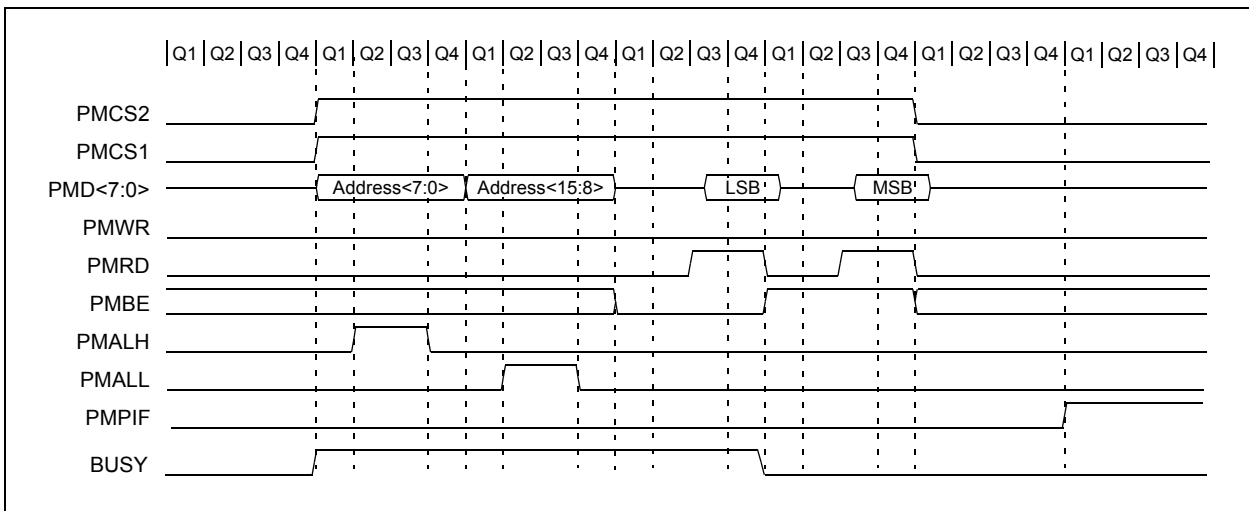 Q1 Q2 Q3 Q4 Q1 Q2 Q3 Q4 Q1 Q2 Q3 Q4 Q1 Q2 Q3 Q4 Q1 Q2 Q3 Q4 Q1 Q2 Q3 Q4 Q1 Q2 Q3 Q4
PMCS2
PMCS1
PMD<7:0> Address<7:0> Address<15:8> LSB MSB
PMWR
PMRD
PMBE
PMALH
PMALL
PMPIF
BUSY